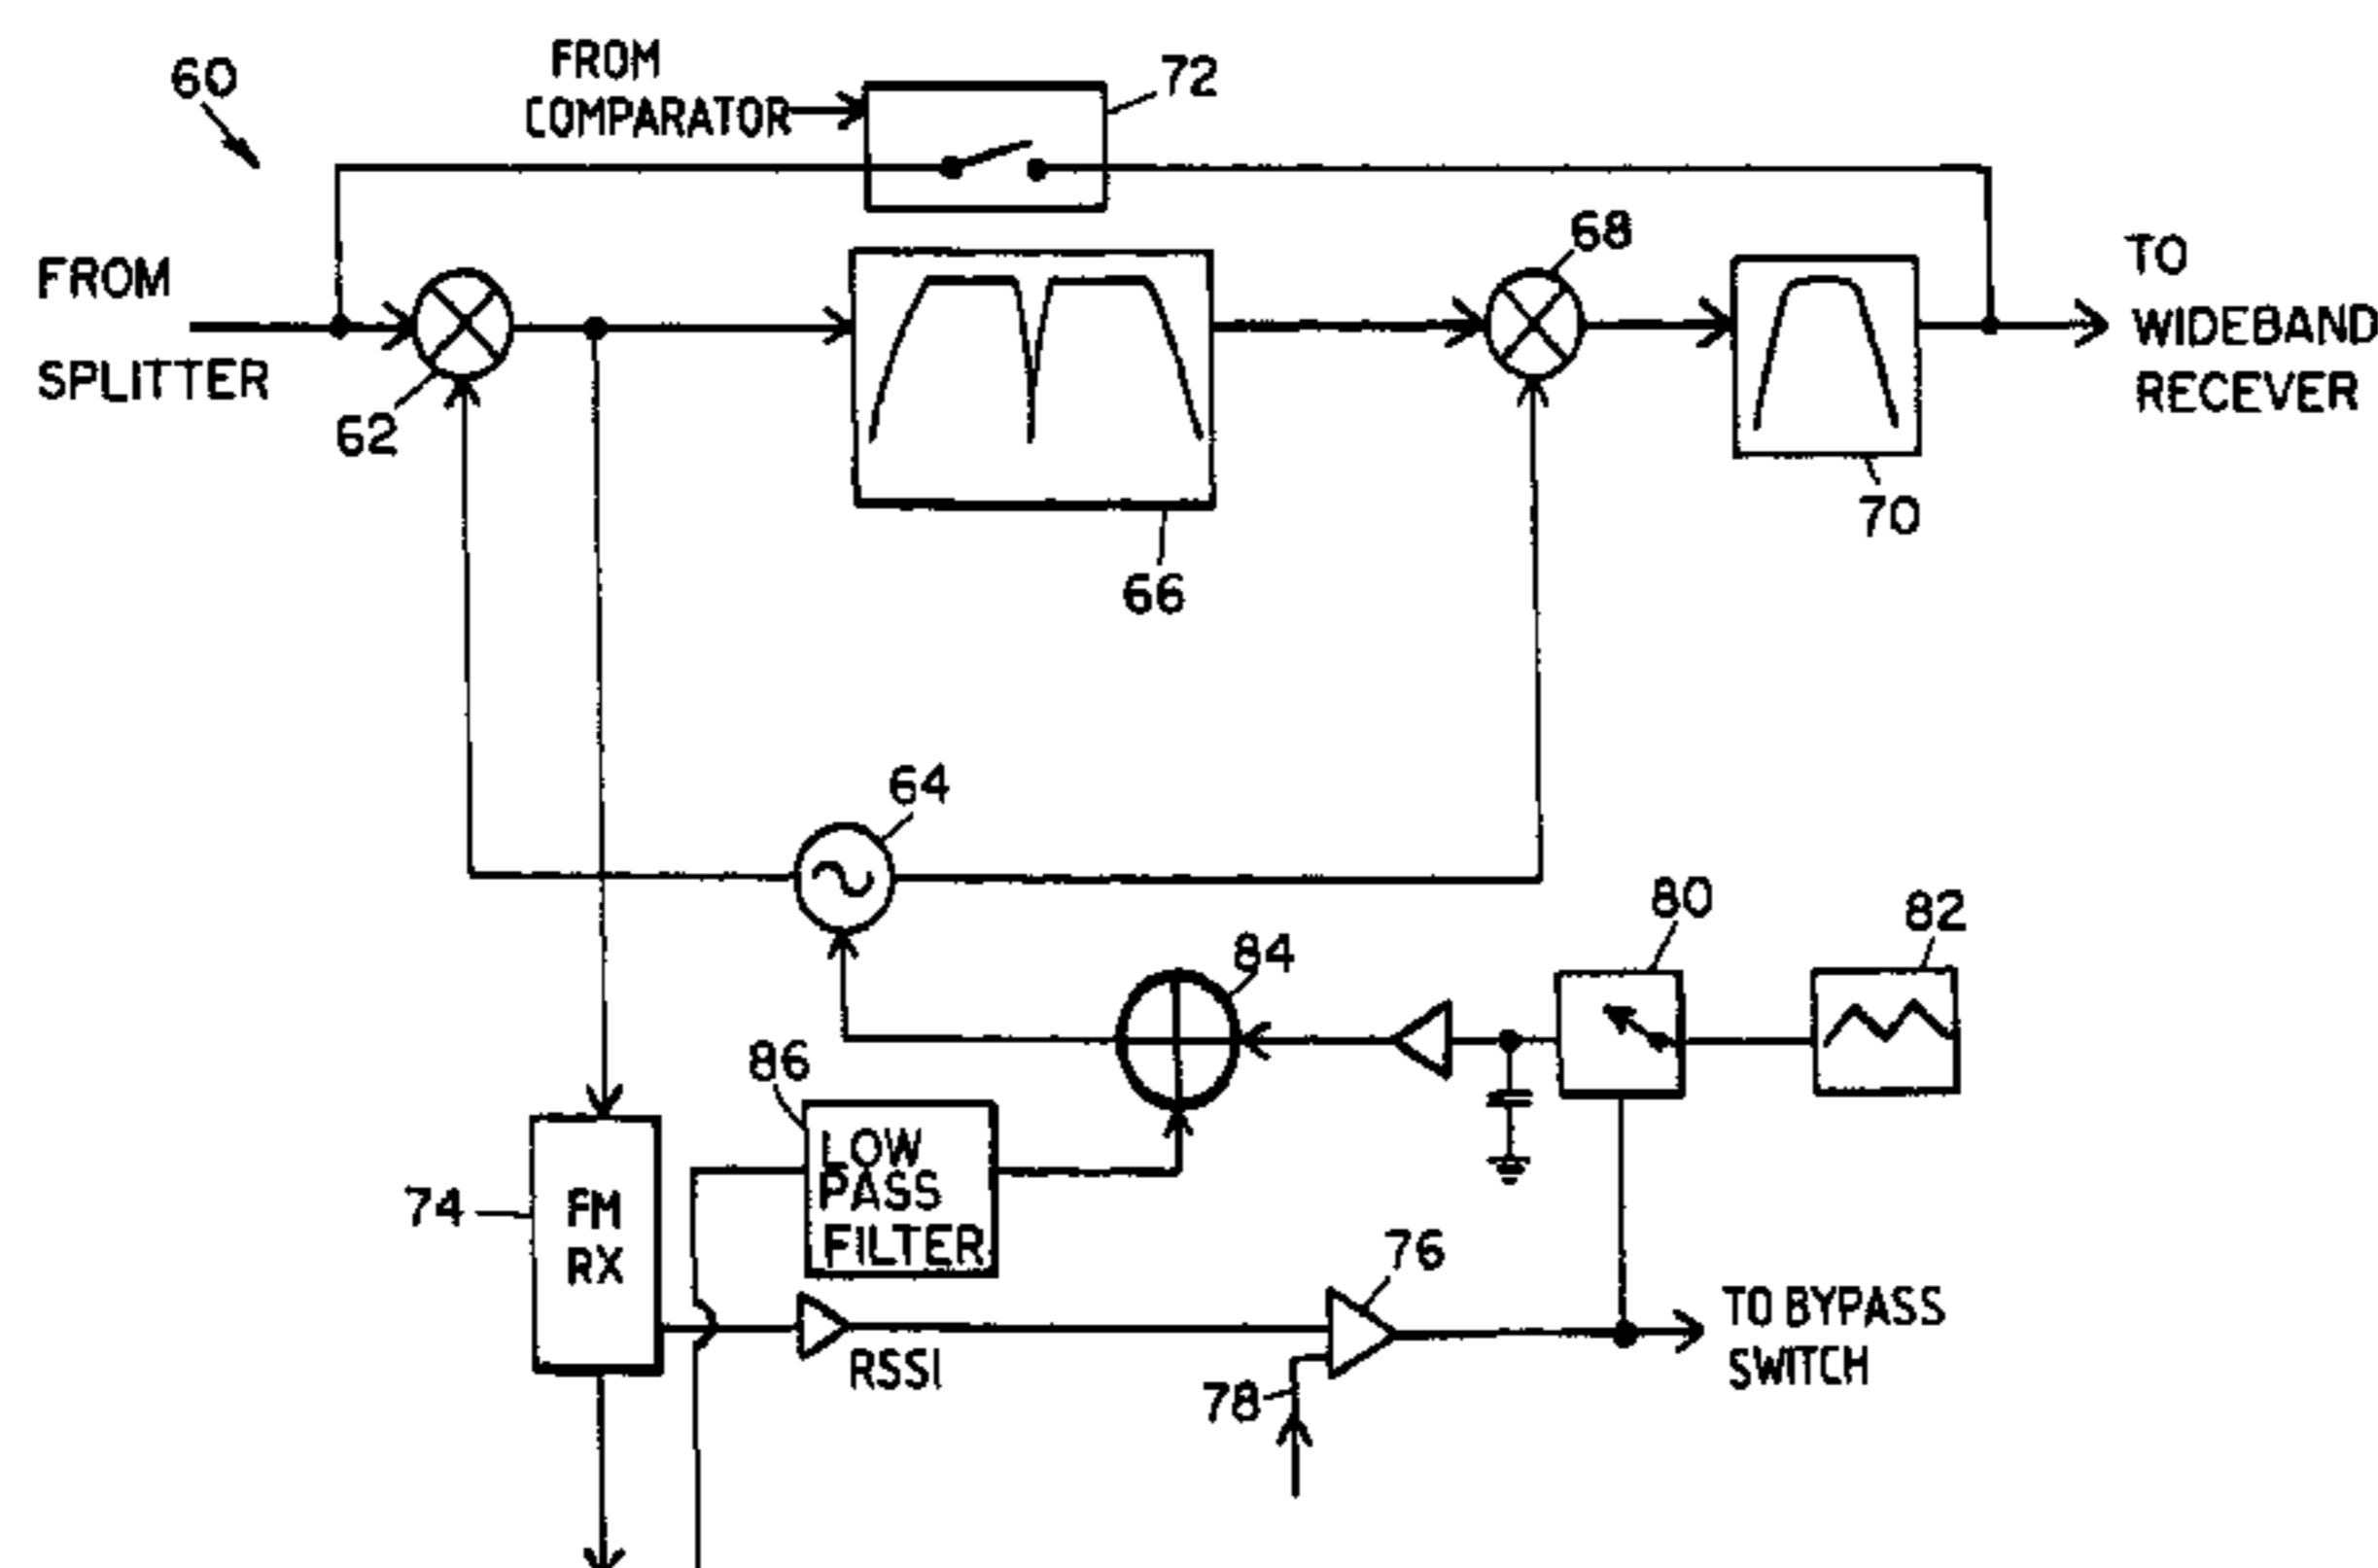 60
FROM
COMPARATOR
72
FROM
SPLITTER
62
66
68
70
TO
WIDEBAND
RECEVER
64
80
82
84
86
LOW
PASS
FILTER
74
FM
RX
RSSI
76
78
TO BYPASS
SWITCH